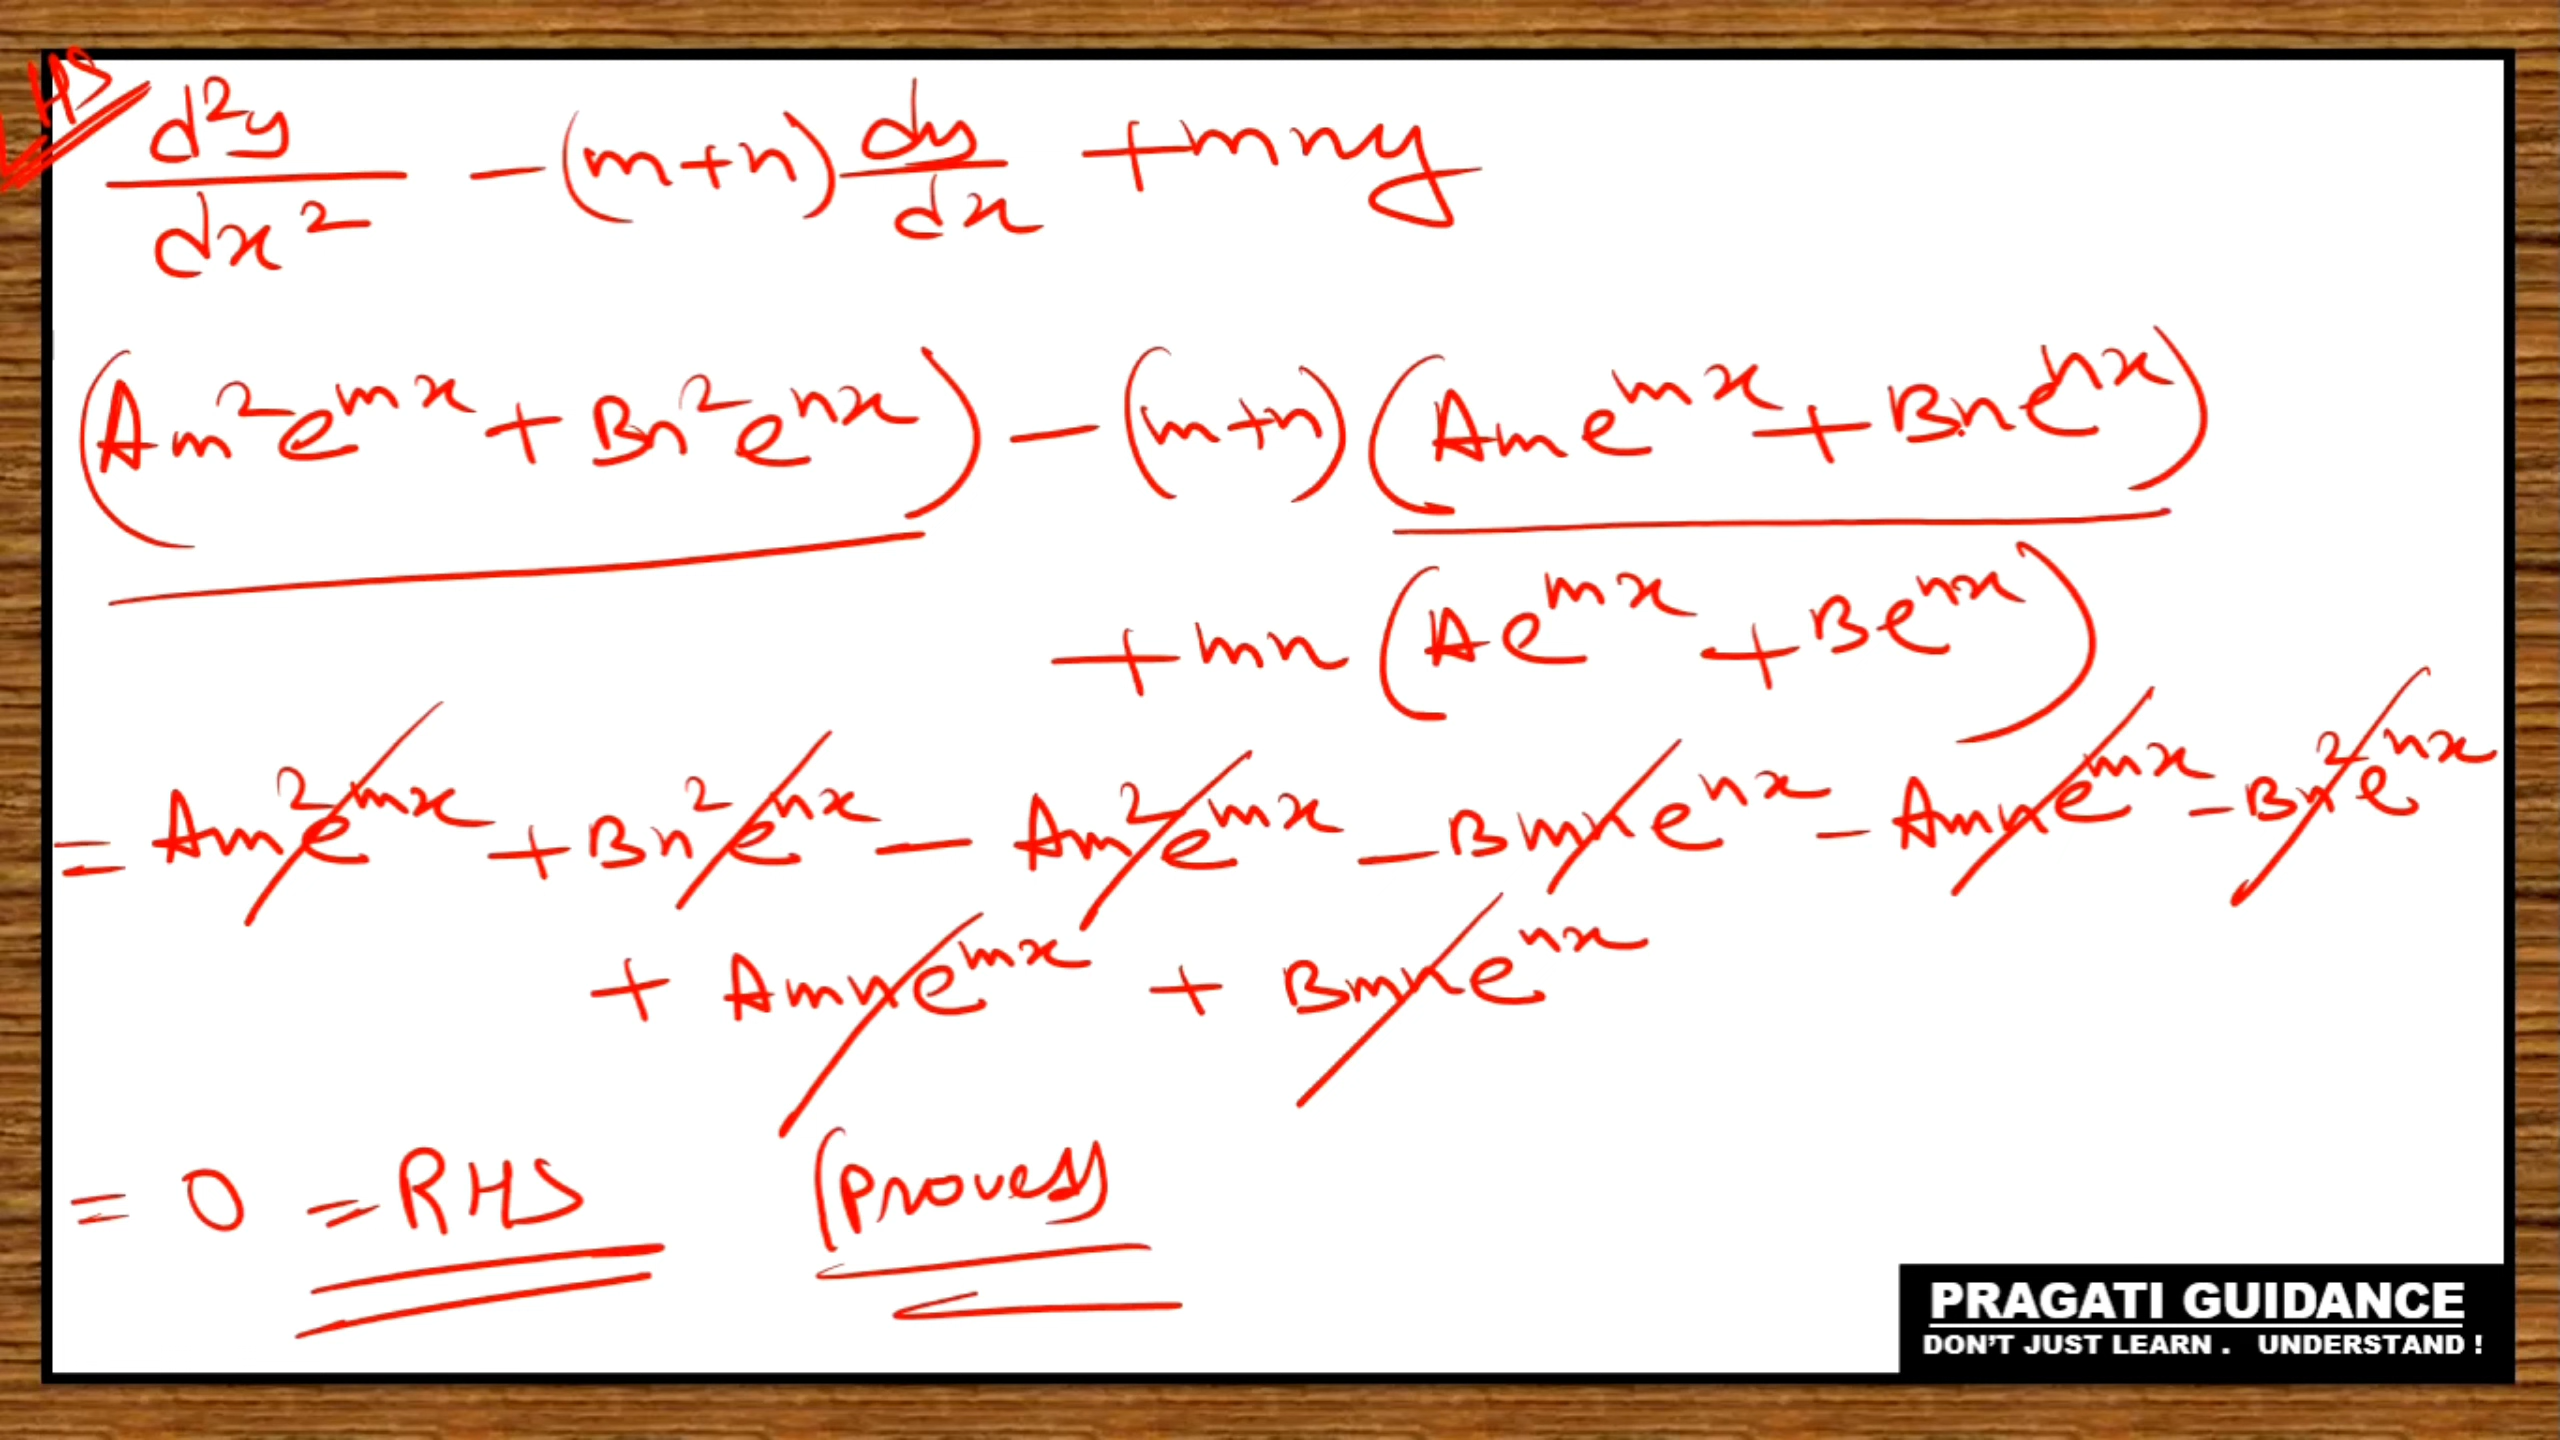 LHS
d²y/dx² - (m+n) dy/dx + mny
(Am²e^mx + Bn²e^nx) - (m+n) (Ame^mx + Bne^nx)
+ mn (Ae^mx + Be^nx)
= Am²e^mx + Bn²e^nx - Am²e^mx - Bmne^nx - Amne^mx - Bn²e^nx
+ Amne^mx + Bmne^nx
= 0 = RHS (Proved)
PRAGATI GUIDANCE
DON'T JUST LEARN . UNDERSTAND !